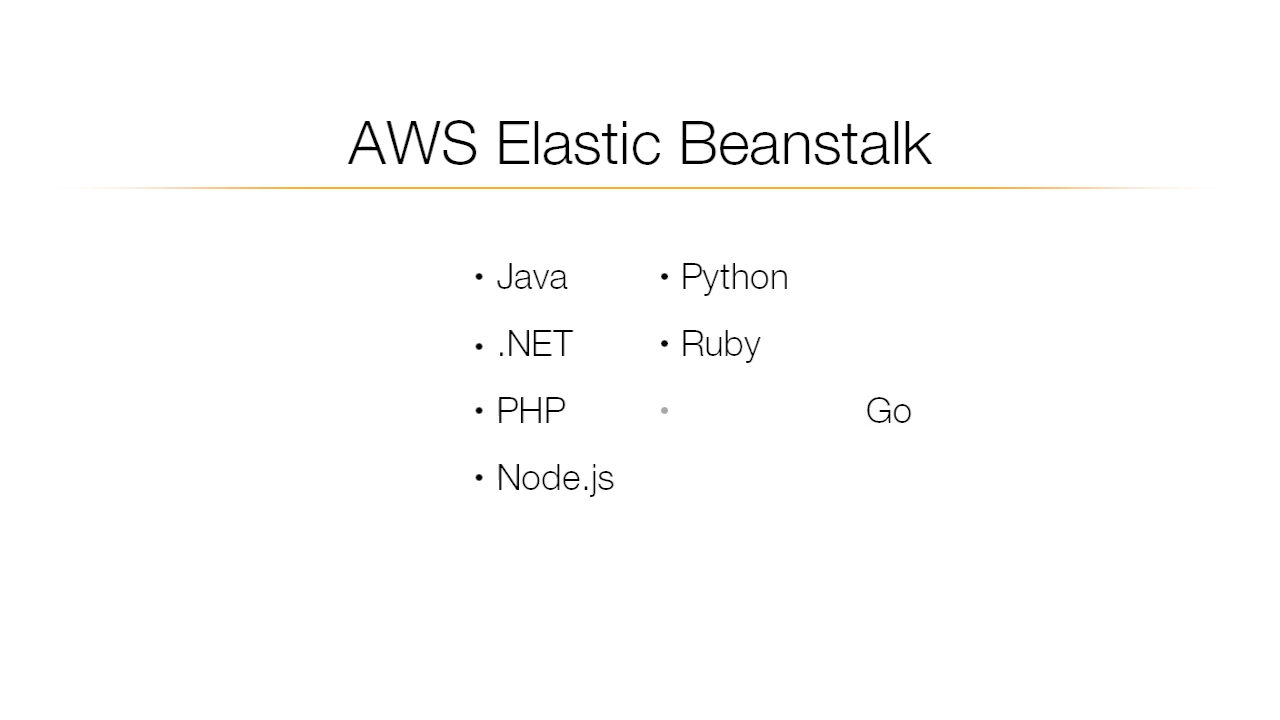 AWS Elastic Beanstalk
• Java
• .NET
• PHP
• Node.js
• Python
• Ruby
• Go